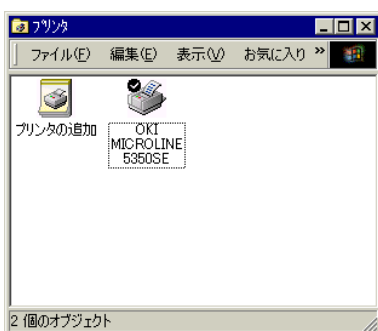 プリンタ
ファイル(F) 編集(E) 表示(V) お気に入り »
プリンタの追加
OKI
MICROLINE
5350SE
2 個のオブジェクト